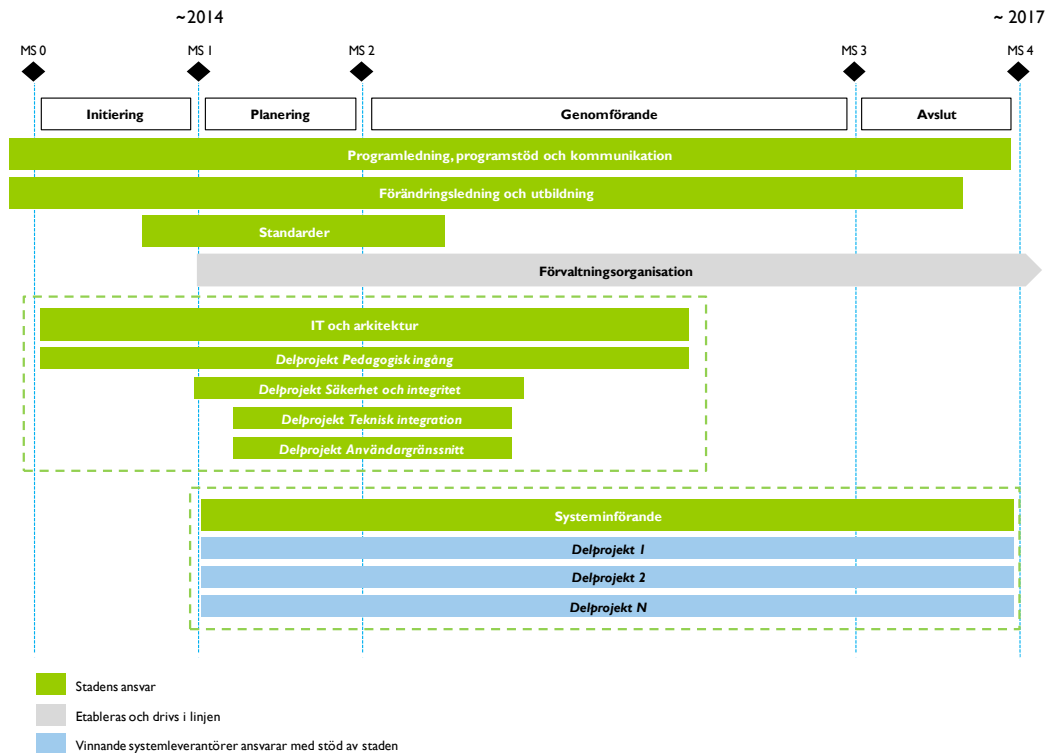 ~2014
~ 2017
MS 0
MS 1
MS 2
MS 3
MS 4
Initiering
Planering
Genomförande
Avslut
Programledning, programstöd och kommunikation
Förändringsledning och utbildning
Standarder
Förvaltningsorganisation
IT och arkitektur
Delprojekt Pedagogisk ingång
Delprojekt Säkerhet och integritet
Delprojekt Teknisk integration
Delprojekt Användargränssnitt
Systeminförande
Delprojekt 1
Delprojekt 2
Delprojekt N
Stadens ansvar
Etableras och drivs i linjen
Vinnande systemleverantörer ansvarar med stöd av staden